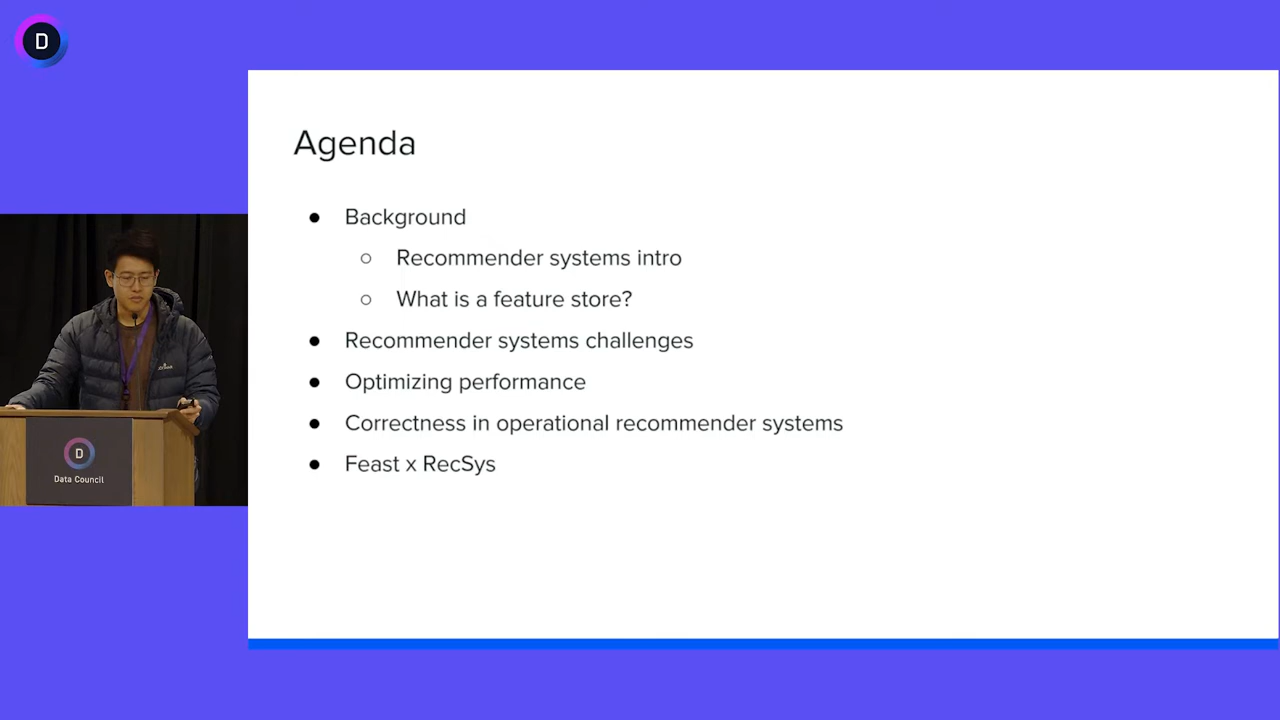 D
Agenda
● Background
○ Recommender systems intro
○ What is a feature store?
● Recommender systems challenges
● Optimizing performance
● Correctness in operational recommender systems
● Feast x RecSys
D
Data Council